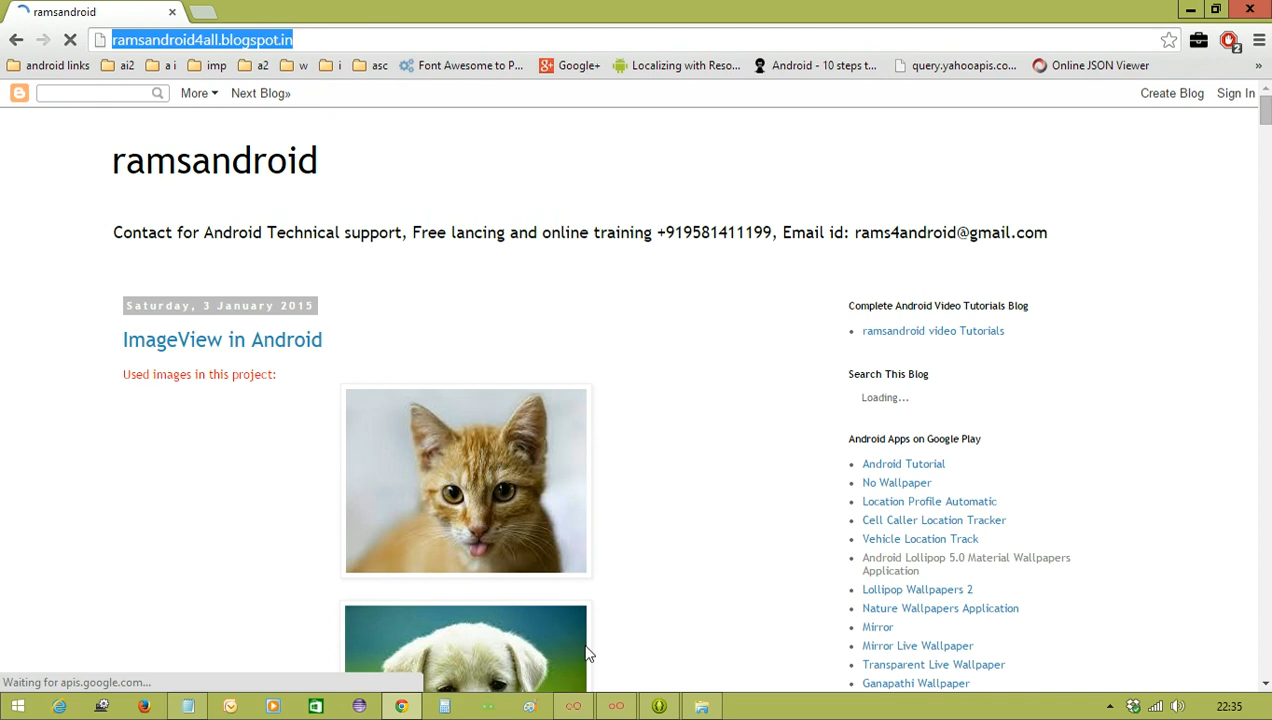 ramsandroid
ramsandroid4all.blogspot.in
2
android links
ai2
a i
imp
a2
w
i
asc
Font Awesome to P...
Google+
Localizing with Reso...
Android - 10 steps t...
query.yahooapis.co...
Online JSON Viewer
»
More
Next Blog»
Create Blog
Sign In
ramsandroid
Contact for Android Technical support, Free lancing and online training +919581411199, Email id: rams4android@gmail.com
Saturday, 3 January 2015
ImageView in Android
Used images in this project:
Complete Android Video Tutorials Blog
ramsandroid video Tutorials
Search This Blog
Loading...
Android Apps on Google Play
Android Tutorial
No Wallpaper
Location Profile Automatic
Cell Caller Location Tracker
Vehicle Location Track
Android Lollipop 5.0 Material Wallpapers
Application
Lollipop Wallpapers 2
Nature Wallpapers Application
Mirror
Mirror Live Wallpaper
Transparent Live Wallpaper
Ganapathi Wallpaper
Waiting for apis.google.com...
22:35